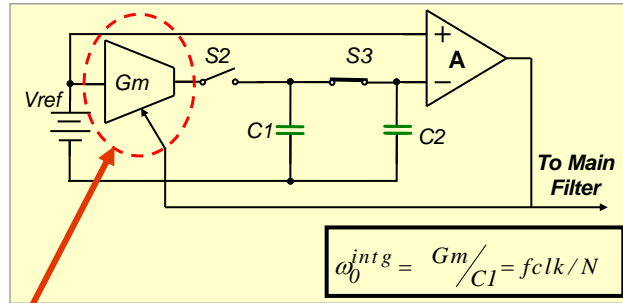 S2
S3
A
+
−
Gm
Vref
C1
C2
To Main
Filter
ω₀^{intg} = Gm/C1 = fclk/N